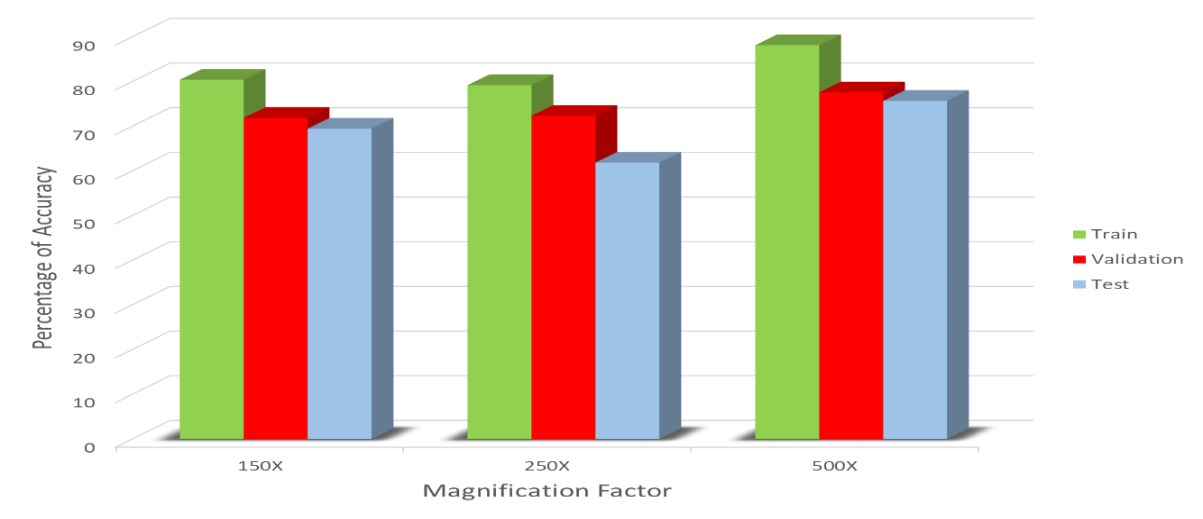 90
80
70
60
50
40
30
20
10
0
Percentage of Accuracy
150X
250X
500X
Magnification Factor
Train
Validation
Test